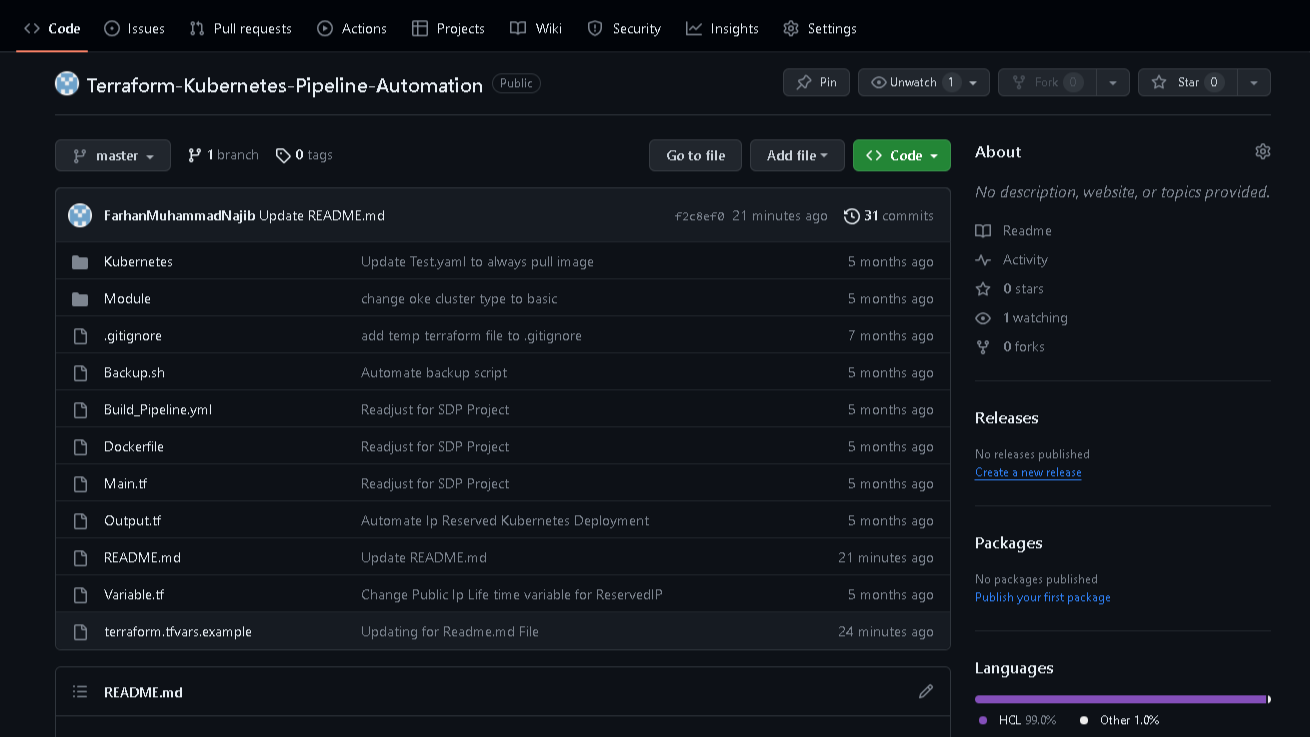 Code Issues Pull requests Actions Projects Wiki Security Insights Settings
Terraform-Kubernetes-Pipeline-Automation Public Pin Unwatch 1 Fork 0 Star 0
master 1 branch 0 tags Go to file Add file Code
FarhanMuhammadNajib Update README.md f2c8ef0 21 minutes ago 31 commits
Kubernetes Update Test.yaml to always pull image 5 months ago
Module change oke cluster type to basic 5 months ago
.gitignore add temp terraform file to .gitignore 7 months ago
Backup.sh Automate backup script 5 months ago
Build_Pipeline.yml Readjust for SDP Project 5 months ago
Dockerfile Readjust for SDP Project 5 months ago
Main.tf Readjust for SDP Project 5 months ago
Output.tf Automate Ip Reserved Kubernetes Deployment 5 months ago
README.md Update README.md 21 minutes ago
Variable.tf Change Public Ip Life time variable for ReservedIP 5 months ago
terraform.tfvars.example Updating for Readme.md File 24 minutes ago
README.md
About
No description, website, or topics provided.
Readme
Activity
0 stars
1 watching
0 forks
Releases
No releases published
Create a new release
Packages
No packages published
Publish your first package
Languages
HCL 99.0% Other 1.0%